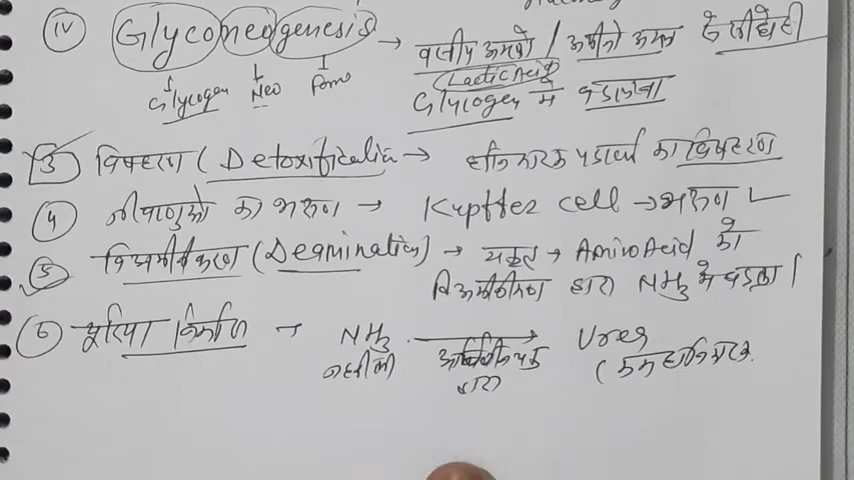 (iv) Glyconeogenesis → वसीय अम्लो / अमीनो अम्ल के
(Lactic Acid)
Glycogen Neo Form Glycogen में बदलना
3 विषहरण (Detoxification → हानिकारक पदार्थ का विषहरण
4 जीवाणुओ का भक्षण → Kupffer cell → भक्षण
5 विअमीनीकरण (Deamination) → यकृत → Amino Acid के
विअमीनीकरण द्वारा NH3 मे बदलना।
6 यूरिया निर्माण → NH3 → Urea
जहरीली द्वारा (कम हानिकारक